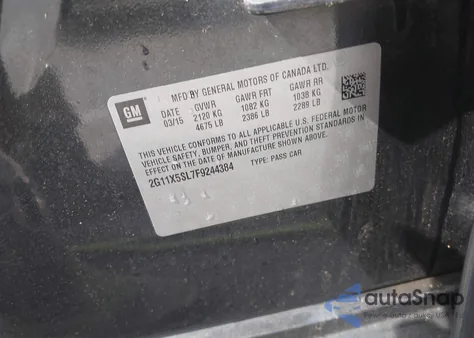 GM
MFD BY GENERAL MOTORS OF CANADA LTD.
DATE GVWR GAWR FRT GAWR RR
03/15 2120 KG 1082 KG 1038 KG
4675 LB 2386 LB 2289 LB
THIS VEHICLE CONFORMS TO ALL APPLICABLE U.S. FEDERAL MOTOR
VEHICLE SAFETY, BUMPER, AND THEFT PREVENTION STANDARDS IN
EFFECT ON THE DATE OF MANUFACTURE SHOWN ABOVE.
2G11X5SL7F9244384 TYPE: PASS CAR
autoSnap